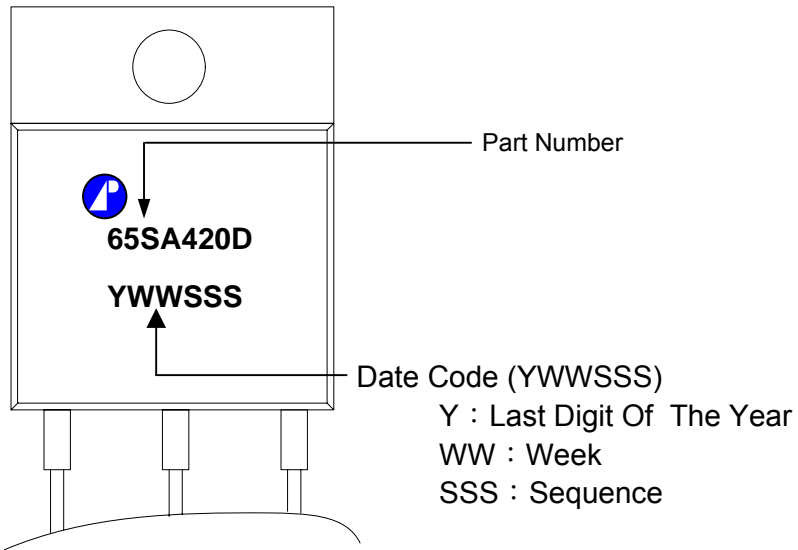 Part Number
65SA420D
YWWSSS
Date Code (YWWSSS)
Y：Last Digit Of The Year
WW：Week
SSS：Sequence